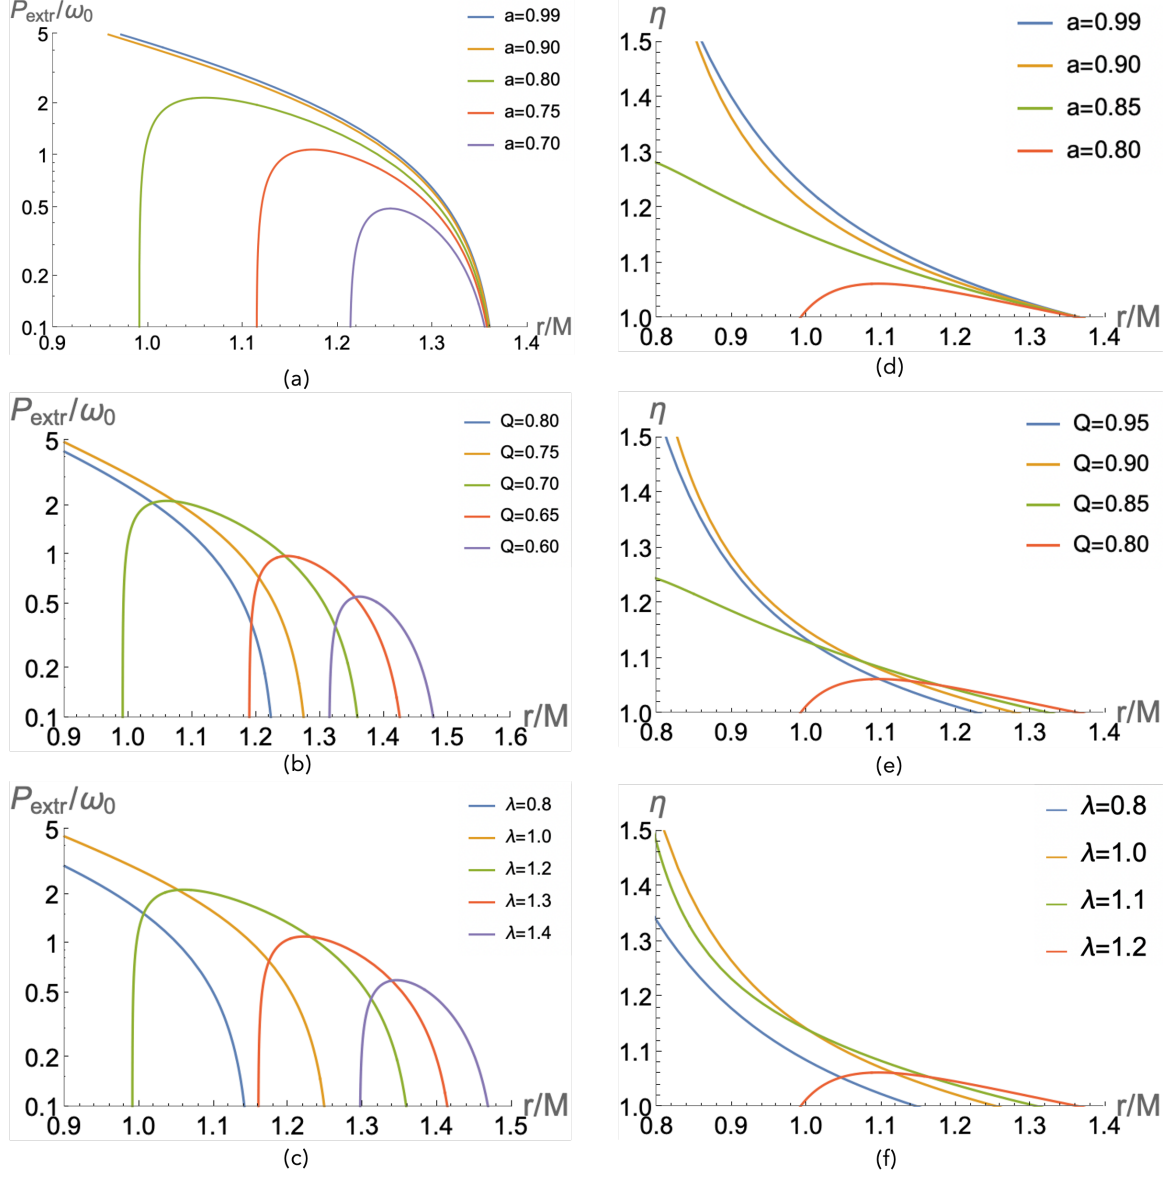 P_extr/ω_0
a=0.99
a=0.90
a=0.80
a=0.75
a=0.70
5
2
1
0.5
0.2
0.1
0.9 1.0 1.1 1.2 1.3 1.4
r/M
(a)
η
a=0.99
a=0.90
a=0.85
a=0.80
1.5
1.4
1.3
1.2
1.1
1.0
0.8 0.9 1.0 1.1 1.2 1.3 1.4
r/M
(d)
P_extr/ω_0
Q=0.80
Q=0.75
Q=0.70
Q=0.65
Q=0.60
5
2
1
0.5
0.2
0.1
0.9 1.0 1.1 1.2 1.3 1.4 1.5 1.6
r/M
(b)
η
Q=0.95
Q=0.90
Q=0.85
Q=0.80
1.5
1.4
1.3
1.2
1.1
1.0
0.8 0.9 1.0 1.1 1.2 1.3 1.4
r/M
(e)
P_extr/ω_0
λ=0.8
λ=1.0
λ=1.2
λ=1.3
λ=1.4
5
2
1
0.5
0.2
0.1
0.9 1.0 1.1 1.2 1.3 1.4 1.5
r/M
(c)
η
λ=0.8
λ=1.0
λ=1.1
λ=1.2
1.5
1.4
1.3
1.2
1.1
1.0
0.8 0.9 1.0 1.1 1.2 1.3 1.4
r/M
(f)